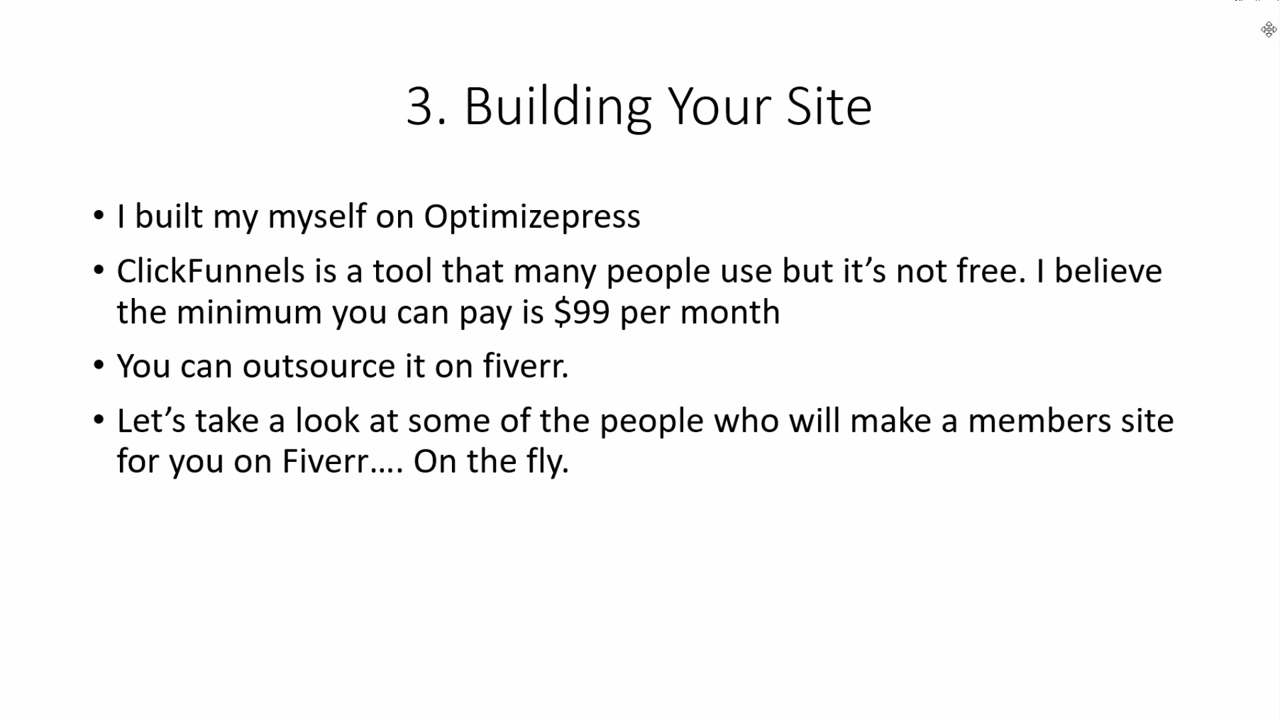 3. Building Your Site
• I built my myself on Optimizepress
• ClickFunnels is a tool that many people use but it’s not free. I believe
the minimum you can pay is $99 per month
• You can outsource it on fiverr.
• Let’s take a look at some of the people who will make a members site
for you on Fiverr…. On the fly.